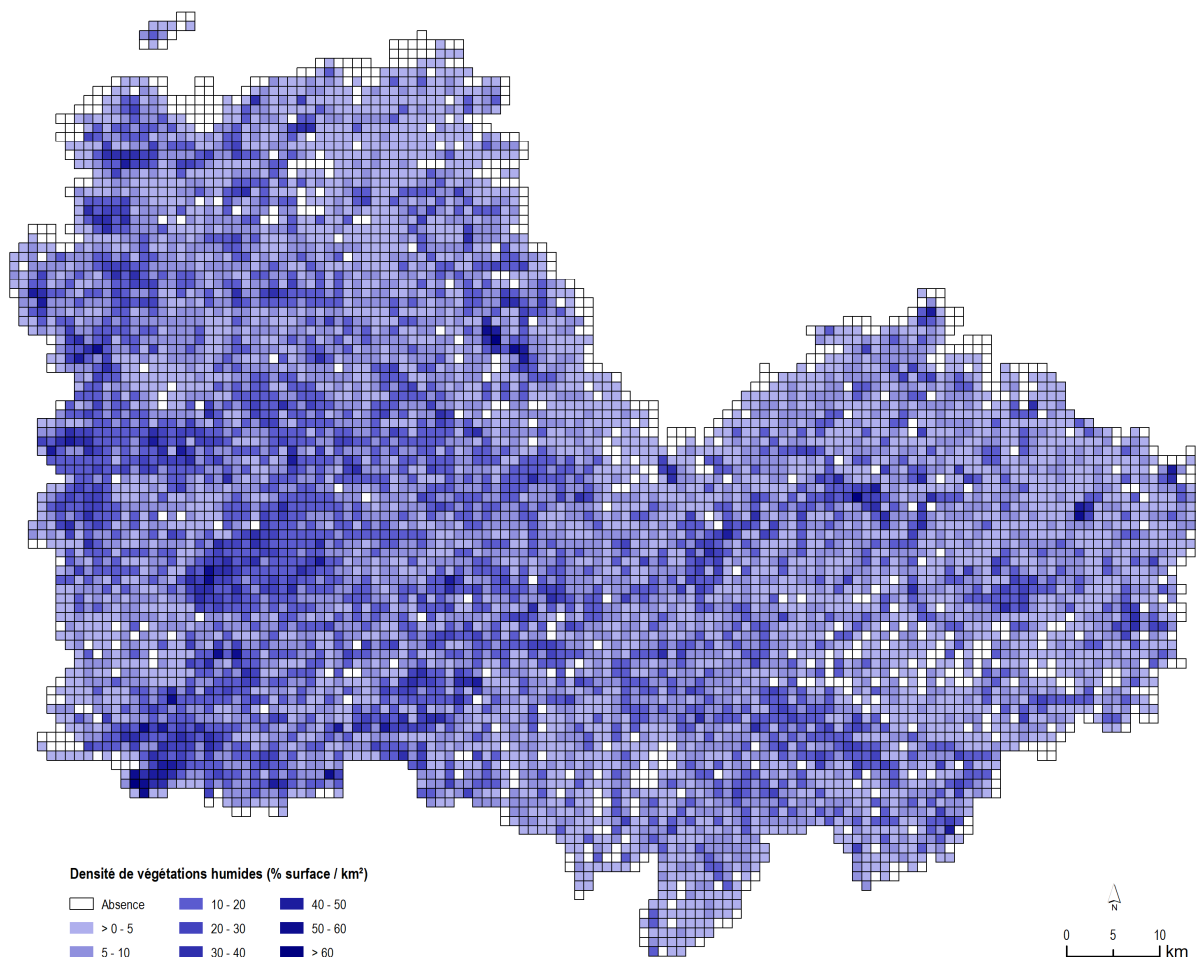 Densité de végétations humides (% surface / km²)
Absence
> 0 - 5
5 - 10
10 - 20
20 - 30
30 - 40
40 - 50
50 - 60
> 60
N
0 5 10
km